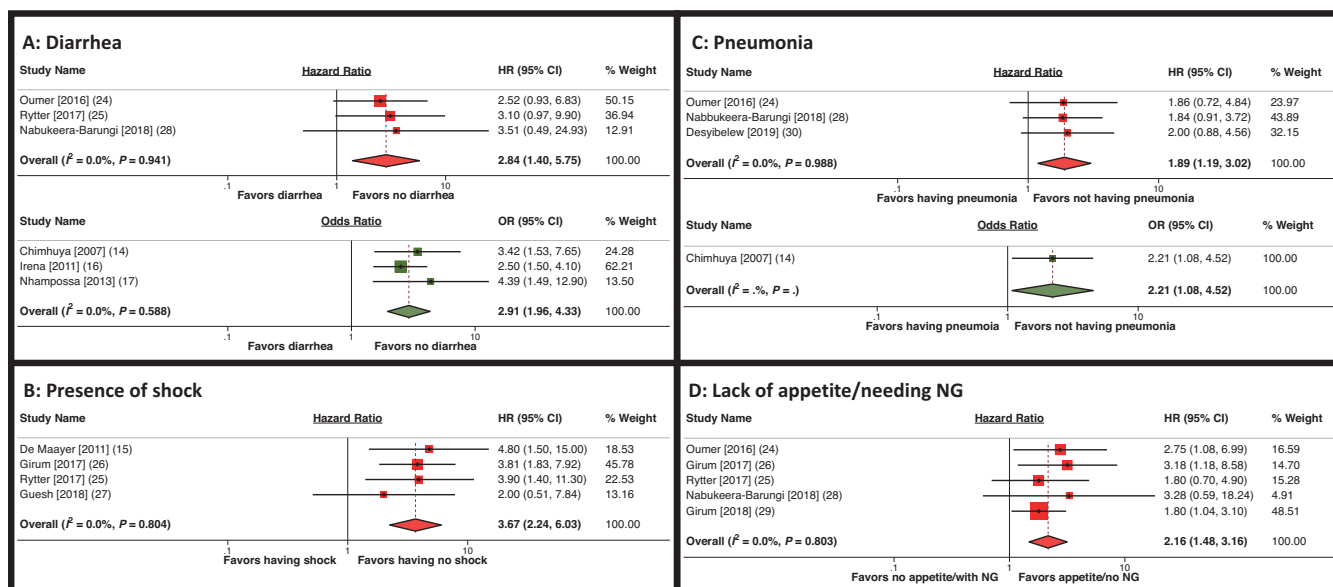 A: Diarrhea
Study Name Hazard Ratio HR (95% CI) % Weight
Oumer [2016] (24) 2.52 (0.93, 6.83) 50.15
Rytter [2017] (25) 3.10 (0.97, 9.90) 36.94
Nabukeera-Barungi [2018] (28) 3.51 (0.49, 24.93) 12.91
Overall (I² = 0.0%, P = 0.941) 2.84 (1.40, 5.75) 100.00
.1 1 10
Favors diarrhea Favors no diarrhea
Study Name Odds Ratio OR (95% CI) % Weight
Chimhuya [2007] (14) 3.42 (1.53, 7.65) 24.28
Irena [2011] (16) 2.50 (1.50, 4.10) 62.21
Nhampossa [2013] (17) 4.39 (1.49, 12.90) 13.50
Overall (I² = 0.0%, P = 0.588) 2.91 (1.96, 4.33) 100.00
.1 1 10
Favors diarrhea Favors no diarrhea
B: Presence of shock
Study Name Hazard Ratio HR (95% CI) % Weight
De Maayer [2011] (15) 4.80 (1.50, 15.00) 18.53
Girum [2017] (26) 3.81 (1.83, 7.92) 45.78
Rytter [2017] (25) 3.90 (1.40, 11.30) 22.53
Guesh [2018] (27) 2.00 (0.51, 7.84) 13.16
Overall (I² = 0.0%, P = 0.804) 3.67 (2.24, 6.03) 100.00
.1 1 10
Favors having shock Favors having no shock
C: Pneumonia
Study Name Hazard Ratio HR (95% CI) % Weight
Oumer [2016] (24) 1.86 (0.72, 4.84) 23.97
Nabbukeera-Barungi [2018] (28) 1.84 (0.91, 3.72) 43.89
Desyibelew [2019] (30) 2.00 (0.88, 4.56) 32.15
Overall (I² = 0.0%, P = 0.988) 1.89 (1.19, 3.02) 100.00
.1 1 10
Favors having pneumonia Favors not having pneumonia
Study Name Odds Ratio OR (95% CI) % Weight
Chimhuya [2007] (14) 2.21 (1.08, 4.52) 100.00
Overall (I² = .%, P = .) 2.21 (1.08, 4.52) 100.00
.1 1 10
Favors having pneumoia Favors not having pneumonia
D: Lack of appetite/needing NG
Study Name Hazard Ratio HR (95% CI) % Weight
Oumer [2016] (24) 2.75 (1.08, 6.99) 16.59
Girum [2017] (26) 3.18 (1.18, 8.58) 14.70
Rytter [2017] (25) 1.80 (0.70, 4.90) 15.28
Nabukeera-Barungi [2018] (28) 3.28 (0.59, 18.24) 4.91
Girum [2018] (29) 1.80 (1.04, 3.10) 48.51
Overall (I² = 0.0%, P = 0.803) 2.16 (1.48, 3.16) 100.00
.1 1 10
Favors no appetite/with NG Favors appetite/no NG